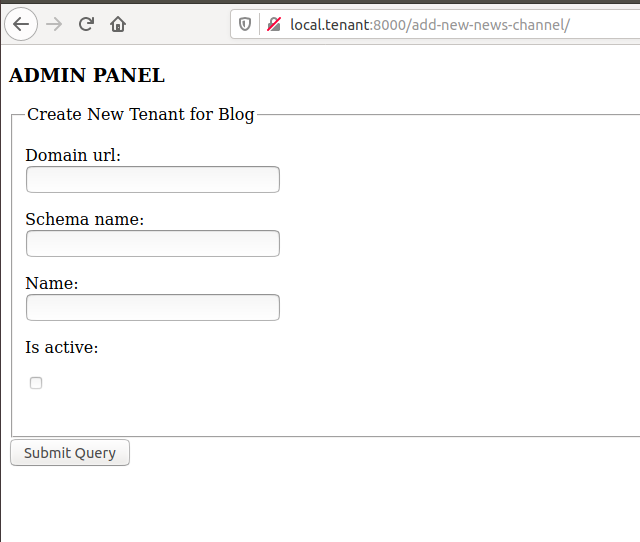 local.tenant:8000/add-new-news-channel/
ADMIN PANEL
Create New Tenant for Blog
Domain url:
Schema name:
Name:
Is active:
Submit Query